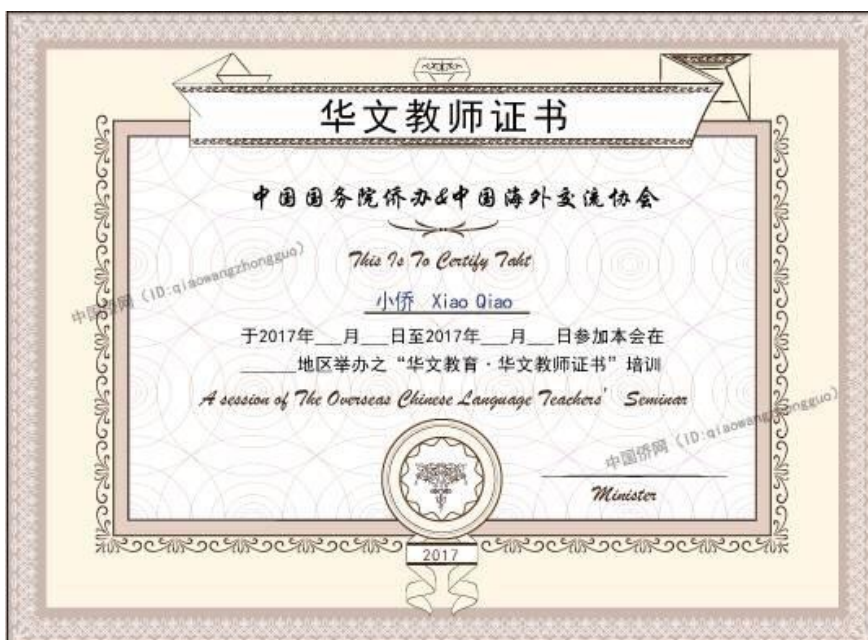 华文教师证书
中国国务院侨办&中国海外交流协会
This Is To Certify Taht
小侨 Xiao Qiao
于2017年___月___日至2017年___月___日参加本会在
______地区举办之“华文教育·华文教师证书”培训
A session of The Overseas Chinese Language Teachers' Seminar
Minister
2017
中国侨网（ID:qiaowangzhongguo）
中国侨网（ID:qiaowangzhongguo）